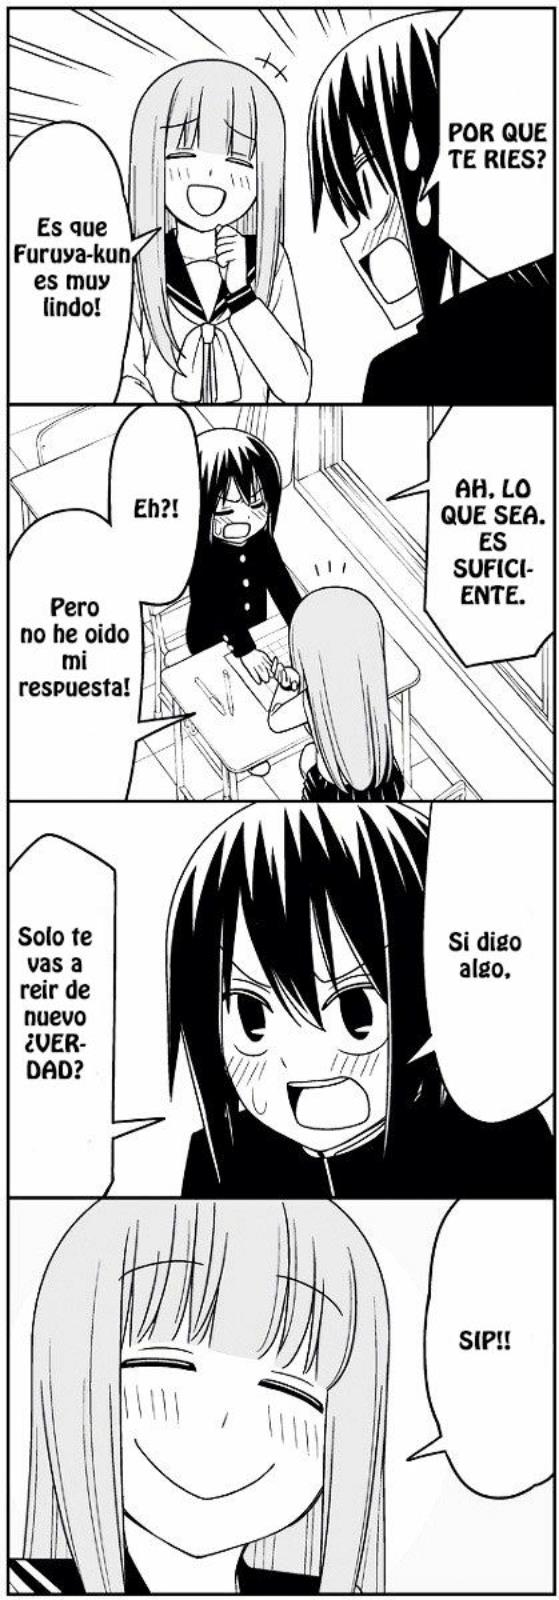 POR QUE
TE RIES?
Es que
Furuya-kun
es muy
lindo!
AH, LO
QUE SEA.
ES
SUFICI-
ENTE.
Eh?!
Pero
no he oido
mi
respuesta!
Si digo
algo,
Solo te
vas a
reir de
nuevo
¿VER-
DAD?
SIP!!